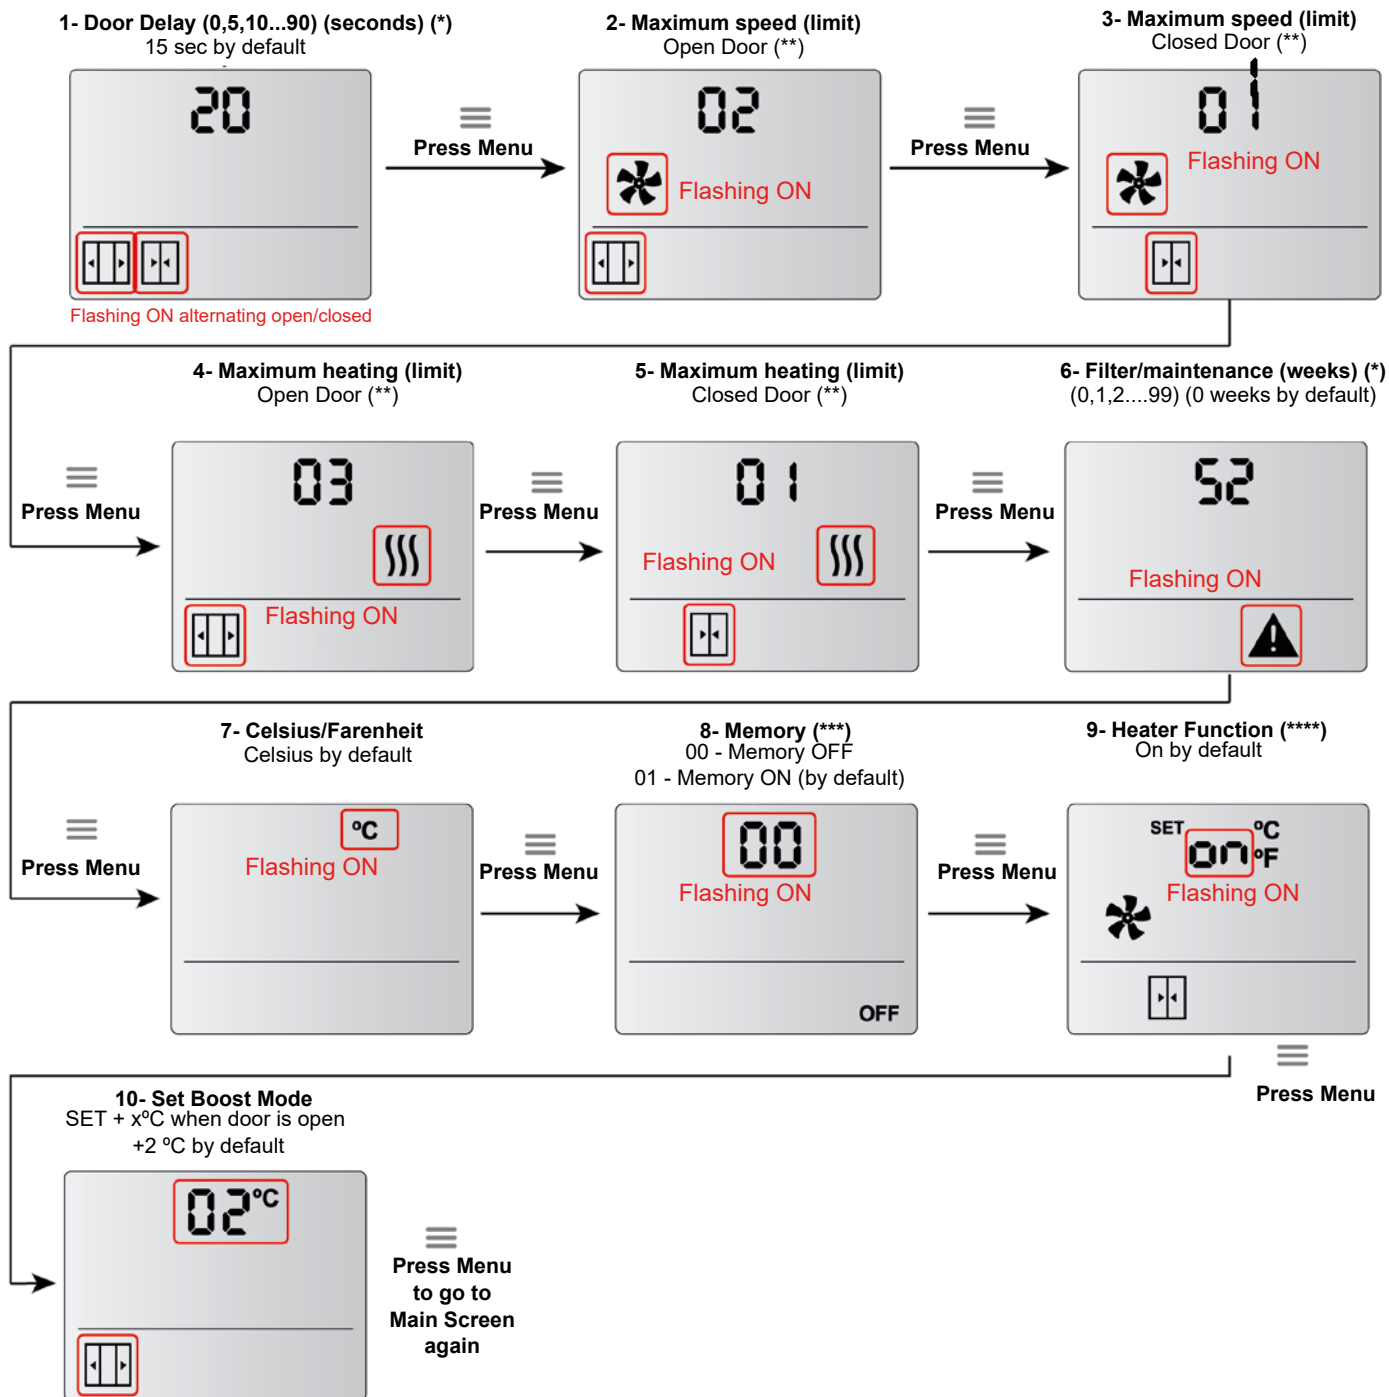 1- Door Delay (0,5,10...90) (seconds) (*)
15 sec by default
20
Flashing ON alternating open/closed
Press Menu
2- Maximum speed (limit)
Open Door (**)
02
Flashing ON
Press Menu
3- Maximum speed (limit)
Closed Door (**)
01
Flashing ON
Press Menu
4- Maximum heating (limit)
Open Door (**)
03
Flashing ON
Press Menu
5- Maximum heating (limit)
Closed Door (**)
01
Flashing ON
Press Menu
6- Filter/maintenance (weeks) (*)
(0,1,2....99) (0 weeks by default)
52
Flashing ON
Press Menu
7- Celsius/Farenheit
Celsius by default
ºC
Flashing ON
Press Menu
8- Memory (***)
00 - Memory OFF
01 - Memory ON (by default)
00
Flashing ON
OFF
Press Menu
9- Heater Function (****)
On by default
SET on ºC
ºF
Flashing ON
Press Menu
10- Set Boost Mode
SET + xºC when door is open
+2 ºC by default
02ºC
Press Menu
to go to
Main Screen
again